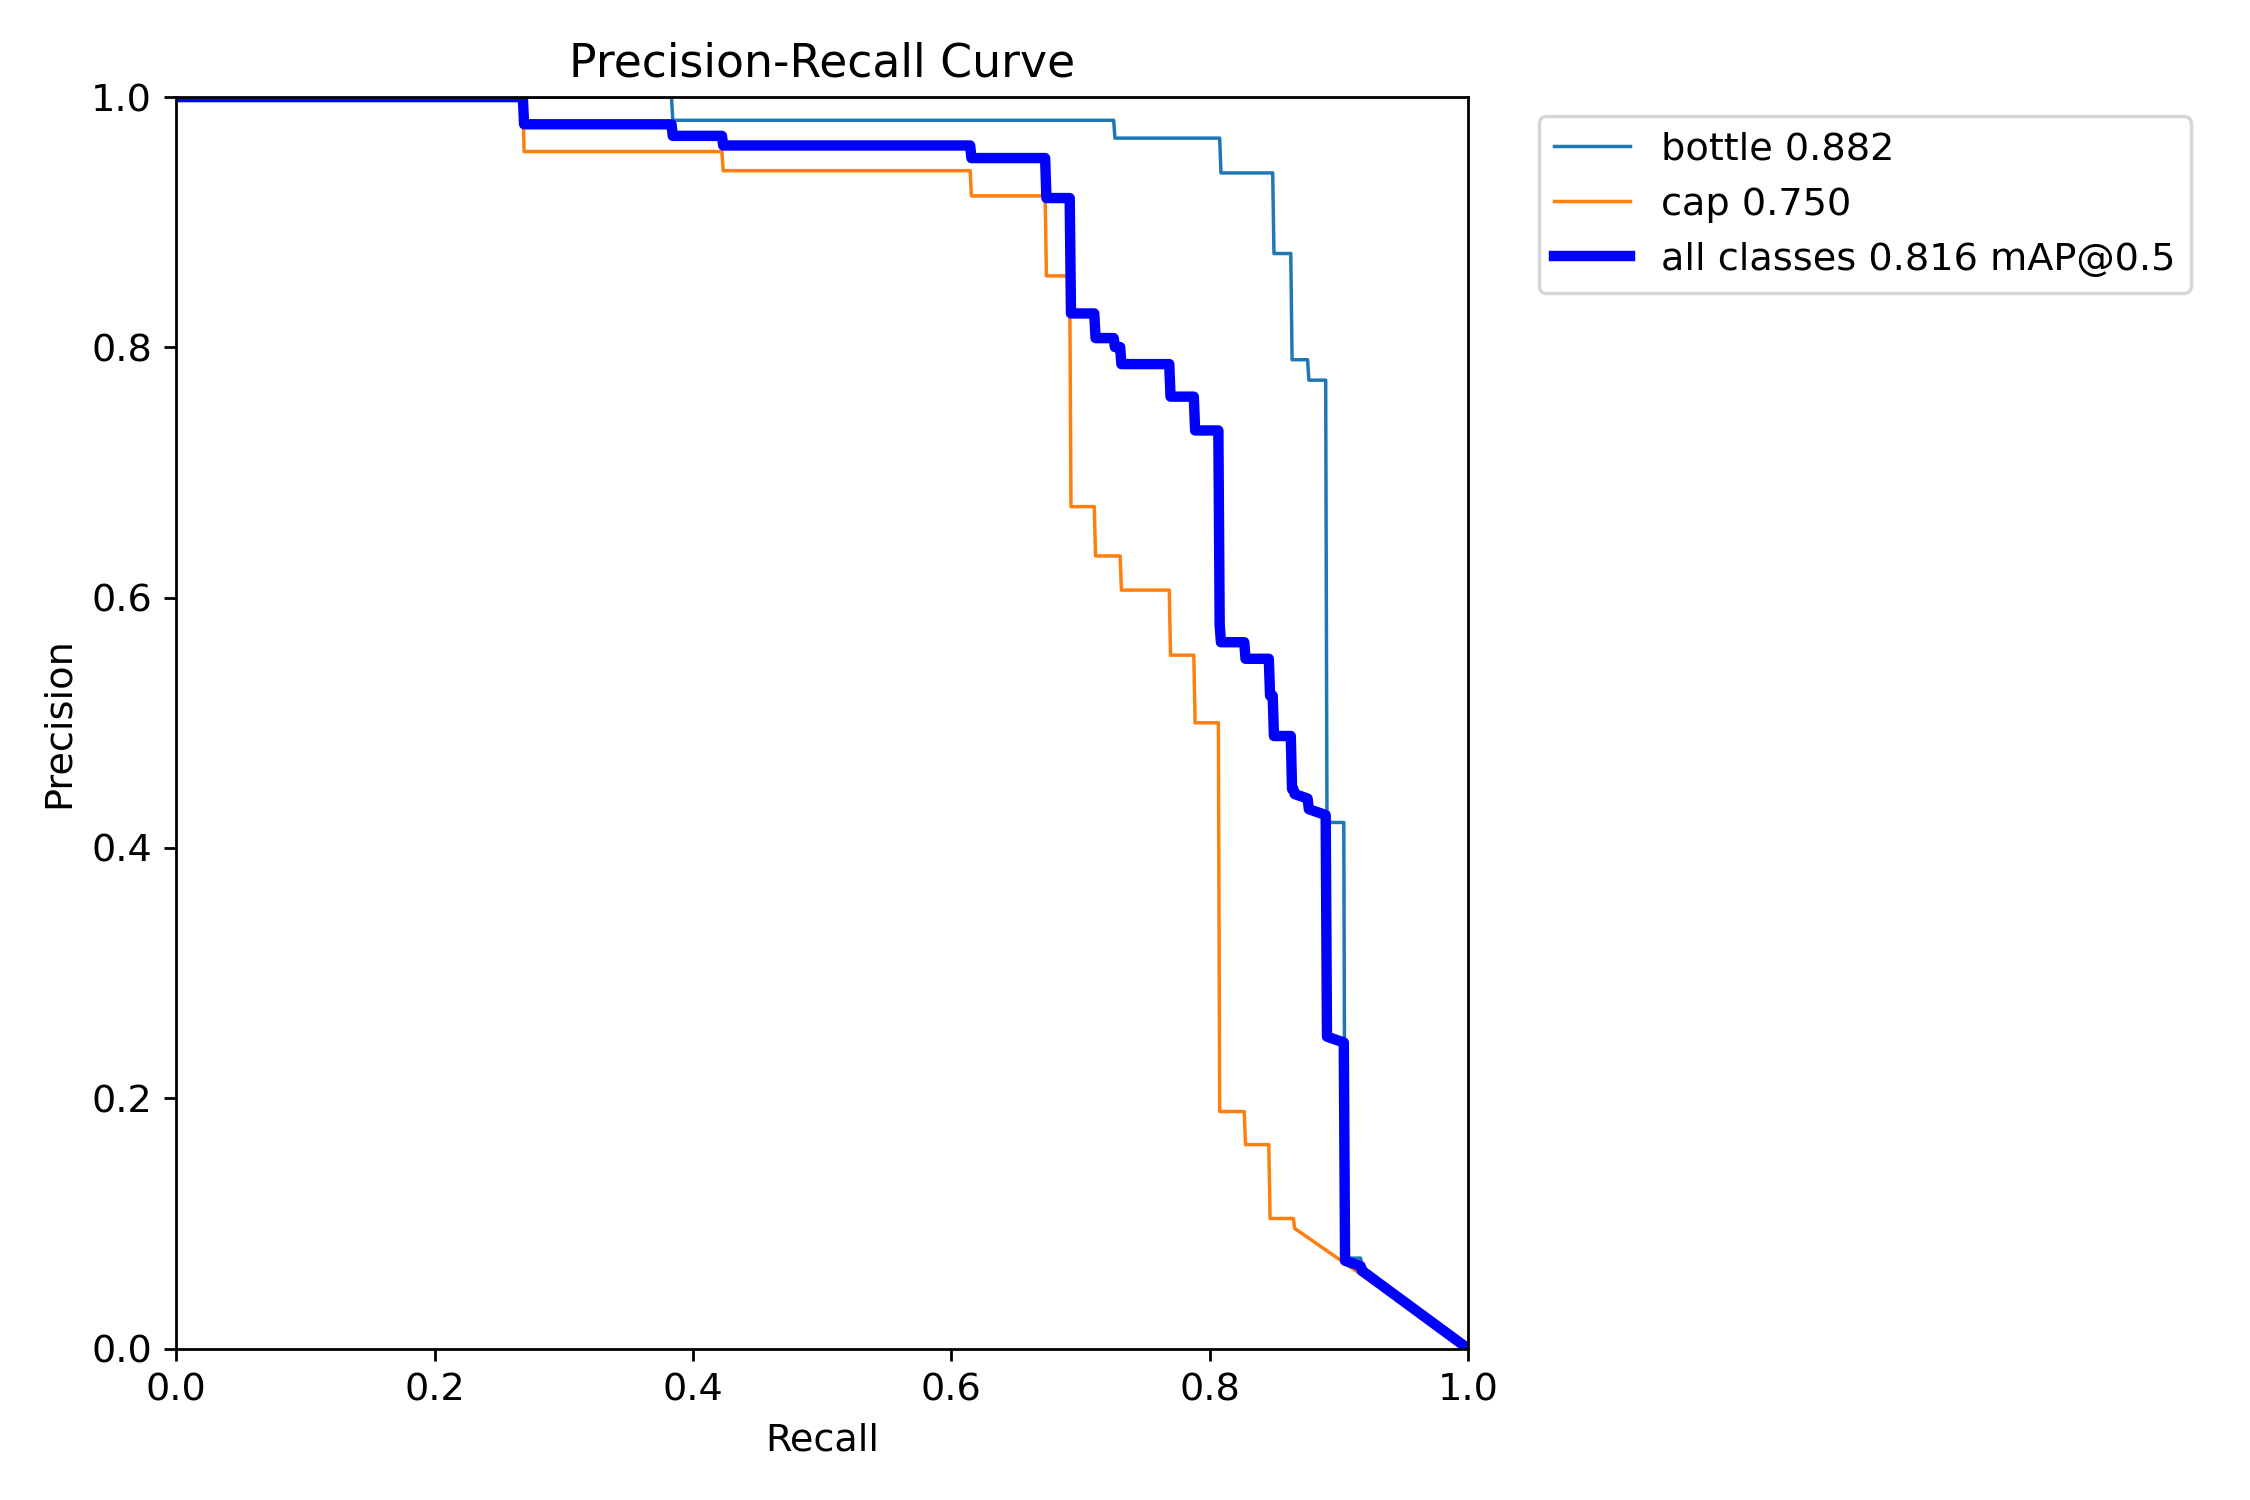 Precision-Recall Curve
1.0
0.8
0.6
0.4
0.2
0.0
Precision
0.0 0.2 0.4 0.6 0.8 1.0
Recall
bottle 0.882
cap 0.750
all classes 0.816 mAP@0.5